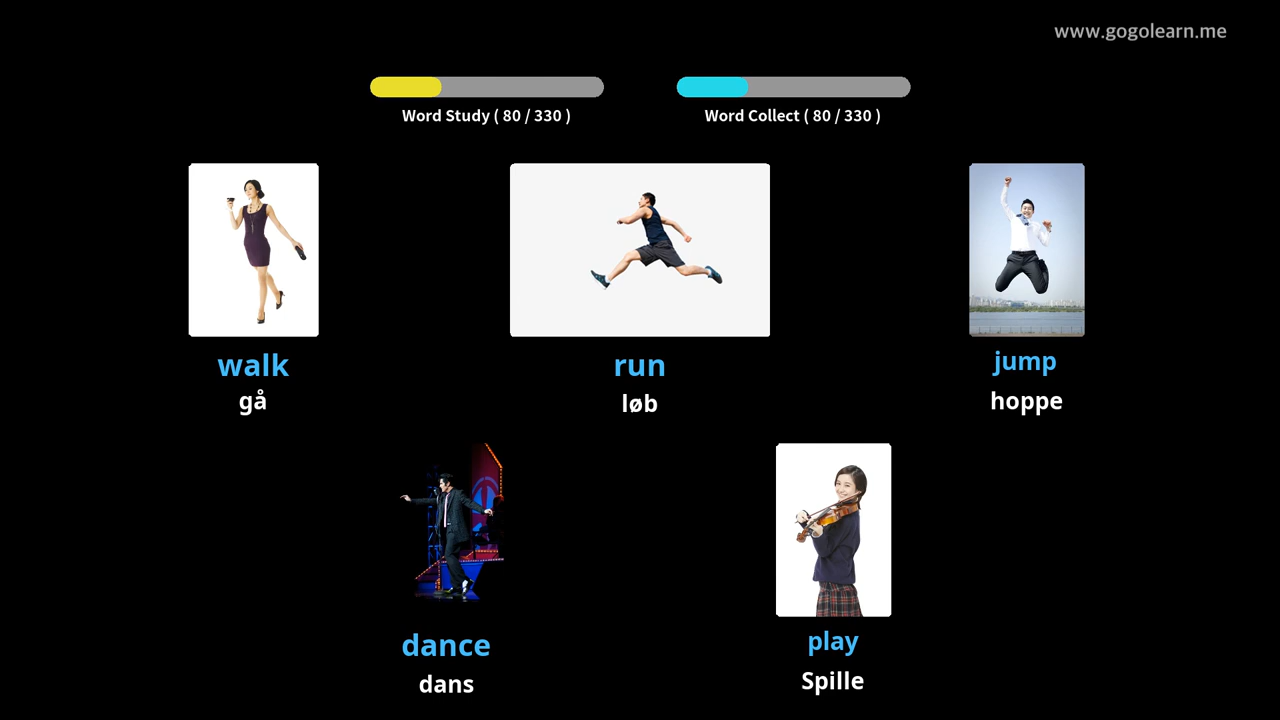 www.gogolearn.me
Word Study ( 80 / 330 )
Word Collect ( 80 / 330 )
walk
run
jump
gå
løb
hoppe
dance
play
dans
Spille